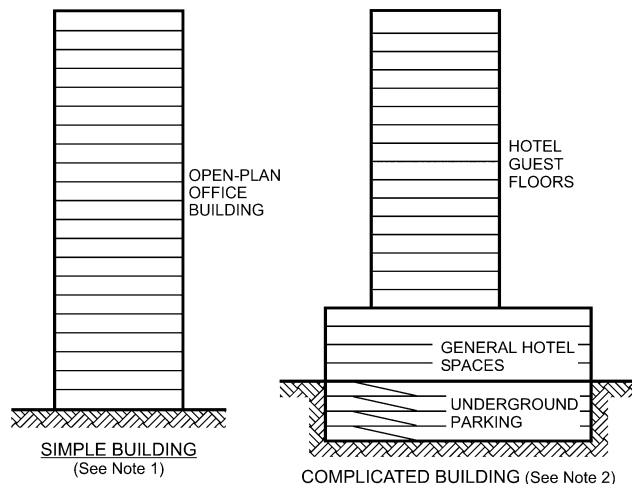 OPEN-PLAN
OFFICE
BUILDING
SIMPLE BUILDING
(See Note 1)
HOTEL
GUEST
FLOORS
GENERAL HOTEL
SPACES
UNDERGROUND
PARKING
COMPLICATED BUILDING (See Note 2)